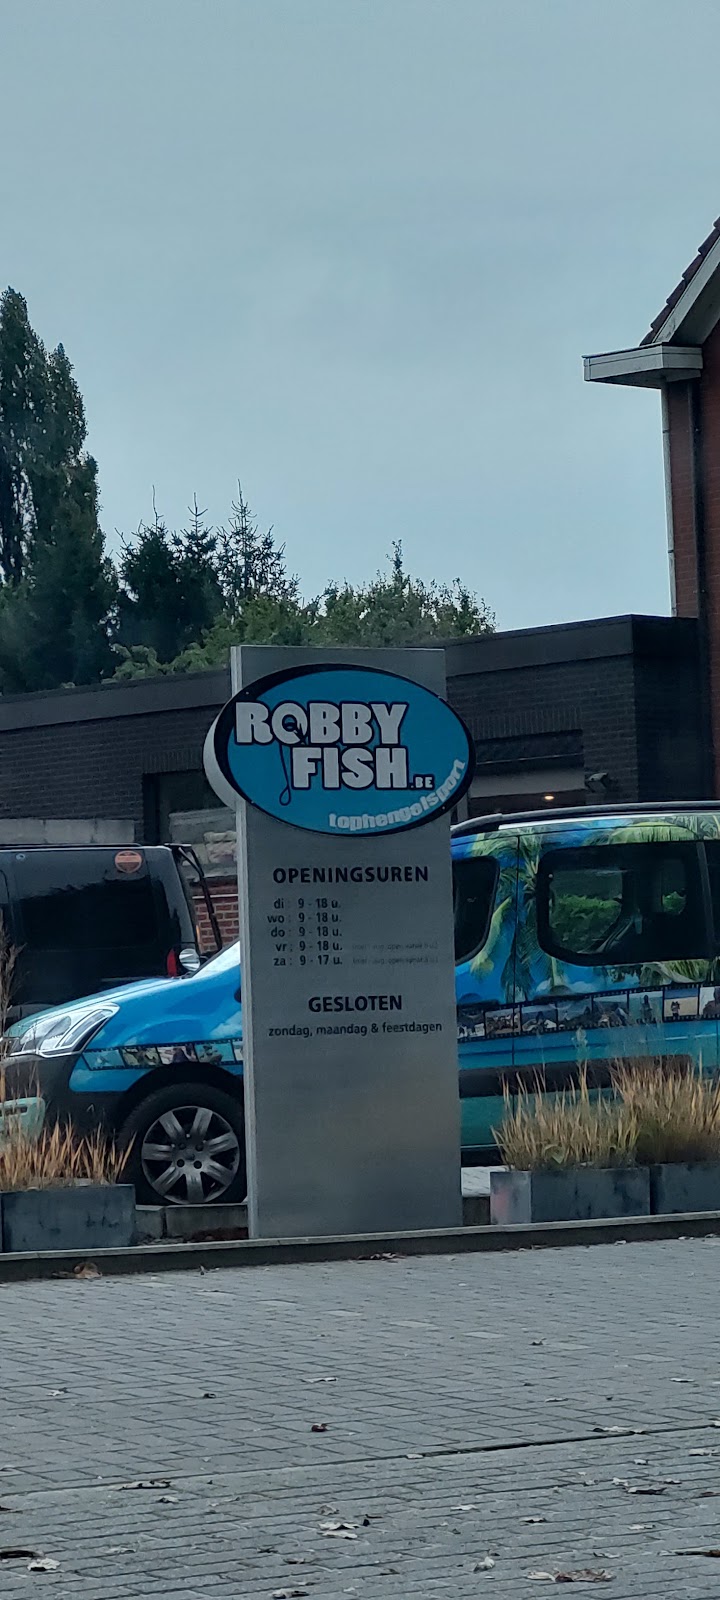 ROBBY
FISH.BE
tophengelsport
OPENINGSUREN
di : 9 - 18 u.
wo : 9 - 18 u.
do : 9 - 18 u.
vr : 9 - 18 u.
za : 9 - 17 u.
GESLOTEN
zondag, maandag & feestdagen